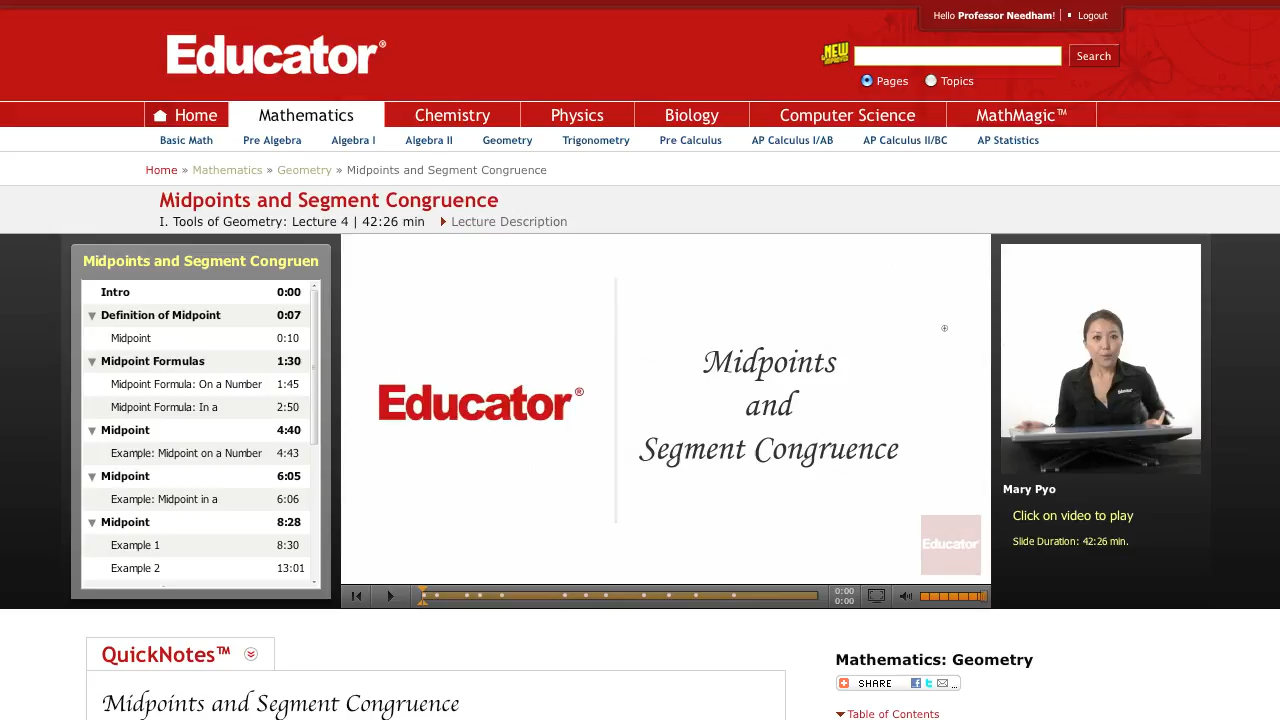 Hello Professor Needham! Logout
Educator®
NEW
Search
Pages Topics
Home Mathematics Chemistry Physics Biology Computer Science MathMagic™
Basic Math Pre Algebra Algebra I Algebra II Geometry Trigonometry Pre Calculus AP Calculus I/AB AP Calculus II/BC AP Statistics
Home » Mathematics » Geometry » Midpoints and Segment Congruence
Midpoints and Segment Congruence
I. Tools of Geometry: Lecture 4 | 42:26 min Lecture Description
Midpoints and Segment Congruen
Intro 0:00
Definition of Midpoint 0:07
Midpoint 0:10
Midpoint Formulas 1:30
Midpoint Formula: On a Number 1:45
Midpoint Formula: In a 2:50
Midpoint 4:40
Example: Midpoint on a Number 4:43
Midpoint 6:05
Example: Midpoint in a 6:06
Midpoint 8:28
Example 1 8:30
Example 2 13:01
Educator®
Midpoints
and
Segment Congruence
Educator
0:00
0:00
Mary Pyo
Click on video to play
Slide Duration: 42:26 min.
QuickNotes™
Midpoints and Segment Congruence
Mathematics: Geometry
SHARE ...
Table of Contents